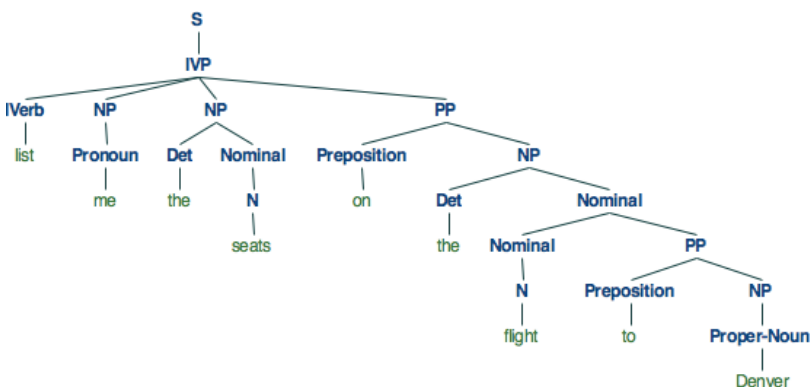 S
IVP
IVerb NP NP PP
list Pronoun Det Nominal Preposition NP
me the N on Det Nominal
seats the Nominal PP
N Preposition NP
flight to Proper-Noun
Denver